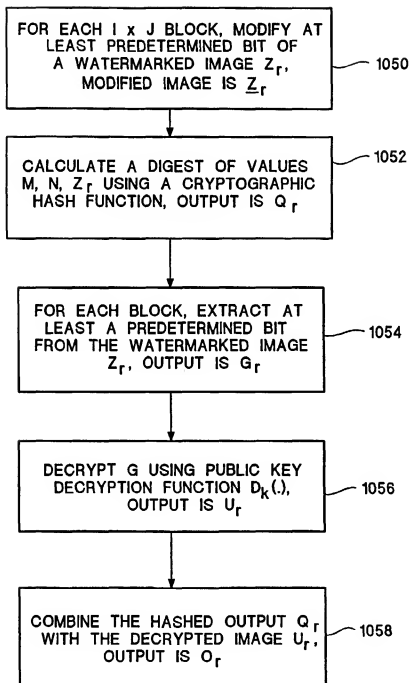 FOR EACH I x J BLOCK, MODIFY AT
LEAST PREDETERMINED BIT OF
A WATERMARKED IMAGE Zr,
MODIFIED IMAGE IS Zr
1050
CALCULATE A DIGEST OF VALUES
M, N, Zr USING A CRYPTOGRAPHIC
HASH FUNCTION, OUTPUT IS Qr
1052
FOR EACH BLOCK, EXTRACT AT
LEAST A PREDETERMINED BIT
FROM THE WATERMARKED IMAGE
Zr, OUTPUT IS Gr
1054
DECRYPT G USING PUBLIC KEY
DECRYPTION FUNCTION Dk(.),
OUTPUT IS Ur
1056
COMBINE THE HASHED OUTPUT Qr
WITH THE DECRYPTED IMAGE Ur,
OUTPUT IS Or
1058